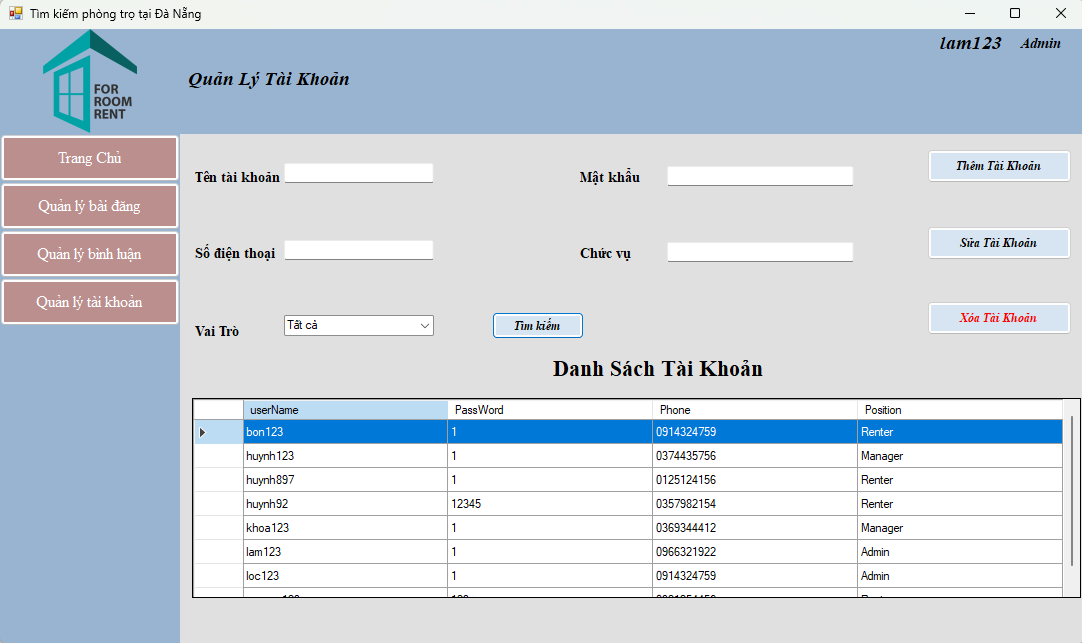 Tìm kiếm phòng trọ tại Đà Nẵng
lam123 Admin
FOR
ROOM
RENT
Quản Lý Tài Khoản
Trang Chủ
Quản lý bài đăng
Quản lý bình luận
Quản lý tài khoản
Tên tài khoản Mật khẩu Thêm Tài Khoản
Số điện thoại Chức vụ Sửa Tài Khoản
Vai Trò Tất cả Tìm kiếm Xóa Tài Khoản
Danh Sách Tài Khoản
userName PassWord Phone Position
bon123 1 0914324759 Renter
huynh123 1 0374435756 Manager
huynh897 1 0125124156 Renter
huynh92 12345 0357982154 Renter
khoa123 1 0369344412 Manager
lam123 1 0966321922 Admin
loc123 1 0914324759 Admin